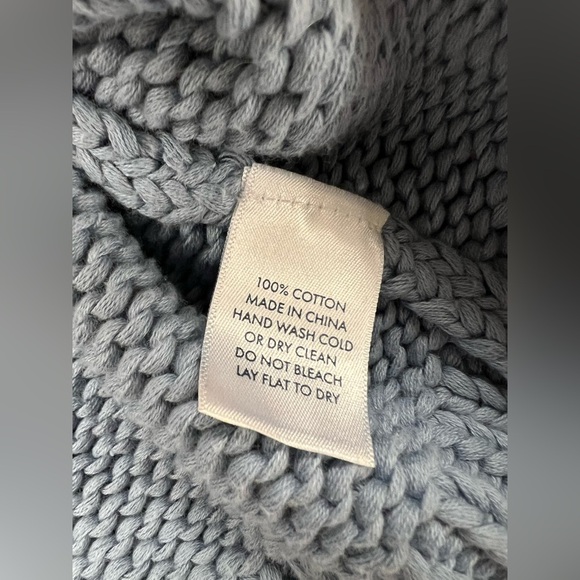 100% COTTON
MADE IN CHINA
HAND WASH COLD
OR DRY CLEAN
DO NOT BLEACH
LAY FLAT TO DRY